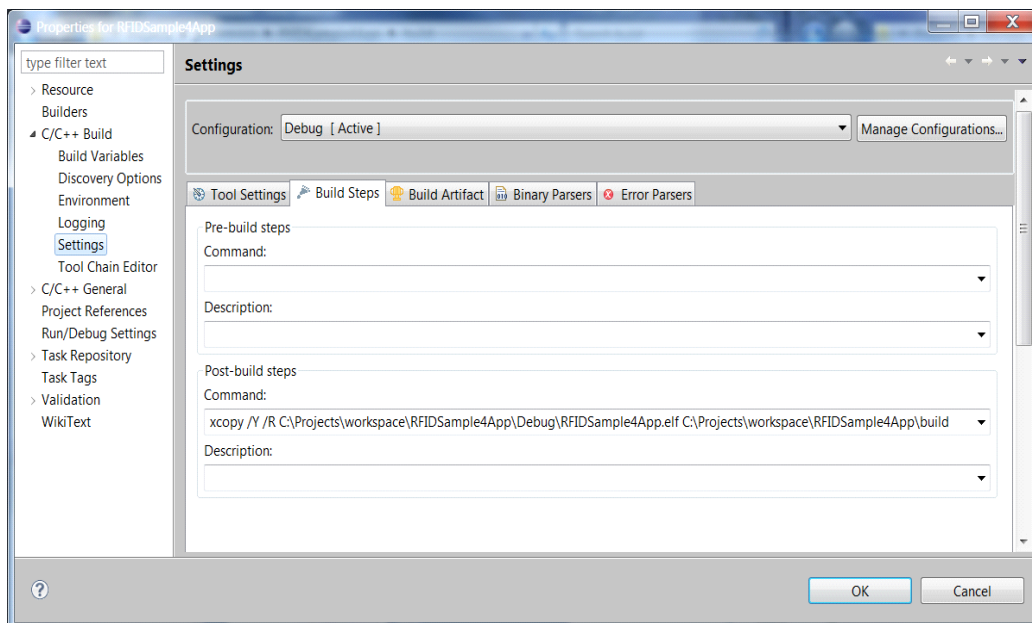 Properties for RFIDSample4App
type filter text
Settings
Resource
Builders
C/C++ Build
Build Variables
Discovery Options
Environment
Logging
Settings
Tool Chain Editor
C/C++ General
Project References
Run/Debug Settings
Task Repository
Task Tags
Validation
WikiText
Configuration: Debug [ Active ] Manage Configurations...
Tool Settings Build Steps Build Artifact Binary Parsers Error Parsers
Pre-build steps
Command:
Description:
Post-build steps
Command:
xcopy /Y /R C:\Projects\workspace\RFIDSample4App\Debug\RFIDSample4App.elf C:\Projects\workspace\RFIDSample4App\build
Description:
OK Cancel